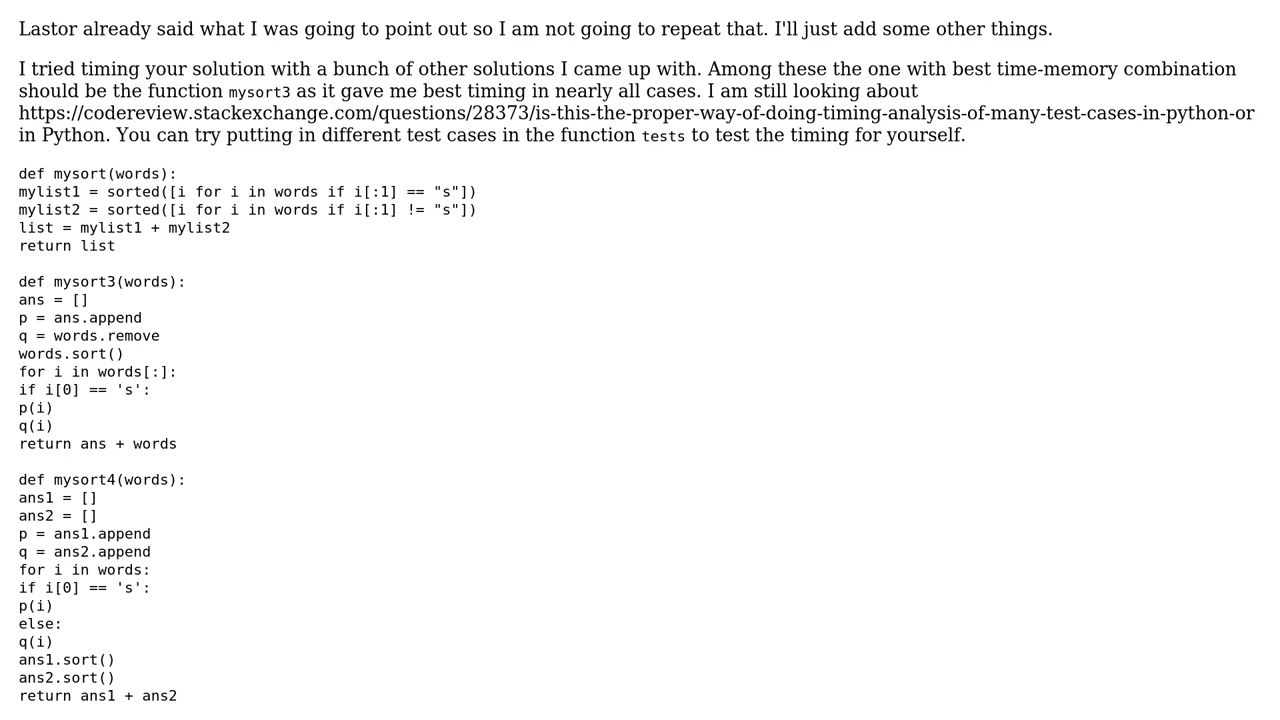 Lastor already said what I was going to point out so I am not going to repeat that. I'll just add some other things.
I tried timing your solution with a bunch of other solutions I came up with. Among these the one with best time-memory combination
should be the function mysort3 as it gave me best timing in nearly all cases. I am still looking about
https://codereview.stackexchange.com/questions/28373/is-this-the-proper-way-of-doing-timing-analysis-of-many-test-cases-in-python-or
in Python. You can try putting in different test cases in the function tests to test the timing for yourself.
def mysort(words):
mylist1 = sorted([i for i in words if i[:1] == "s"])
mylist2 = sorted([i for i in words if i[:1] != "s"])
list = mylist1 + mylist2
return list
def mysort3(words):
ans = []
p = ans.append
q = words.remove
words.sort()
for i in words[:]:
if i[0] == 's':
p(i)
q(i)
return ans + words
def mysort4(words):
ans1 = []
ans2 = []
p = ans1.append
q = ans2.append
for i in words:
if i[0] == 's':
p(i)
else:
q(i)
ans1.sort()
ans2.sort()
return ans1 + ans2